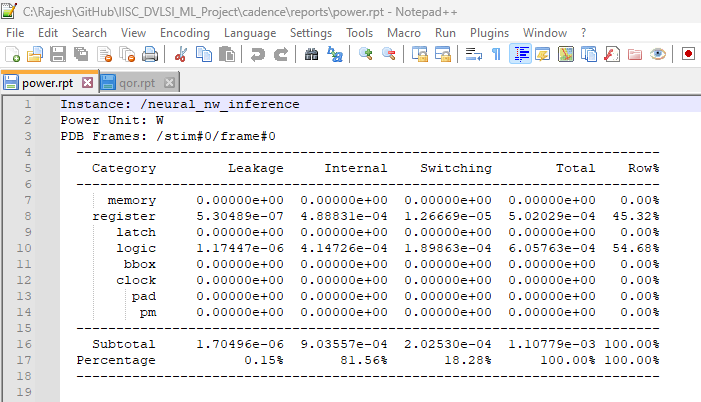 C:\Rajesh\GitHub\IISC_DVLSI_ML_Project\cadence\reports\power.rpt - Notepad++
File Edit Search View Encoding Language Settings Tools Macro Run Plugins Window ?
power.rpt qor.rpt
1 Instance: /neural_nw_inference
2 Power Unit: W
3 PDB Frames: /stim#0/frame#0
4 -------------------------------------------------------------------------
5 Category Leakage Internal Switching Total Row%
6 -------------------------------------------------------------------------
7 memory 0.00000e+00 0.00000e+00 0.00000e+00 0.00000e+00 0.00%
8 register 5.30489e-07 4.88831e-04 1.26669e-05 5.02029e-04 45.32%
9 latch 0.00000e+00 0.00000e+00 0.00000e+00 0.00000e+00 0.00%
10 logic 1.17447e-06 4.14726e-04 1.89863e-04 6.05763e-04 54.68%
11 bbox 0.00000e+00 0.00000e+00 0.00000e+00 0.00000e+00 0.00%
12 clock 0.00000e+00 0.00000e+00 0.00000e+00 0.00000e+00 0.00%
13 pad 0.00000e+00 0.00000e+00 0.00000e+00 0.00000e+00 0.00%
14 pm 0.00000e+00 0.00000e+00 0.00000e+00 0.00000e+00 0.00%
15 -------------------------------------------------------------------------
16 Subtotal 1.70496e-06 9.03557e-04 2.02530e-04 1.10779e-03 100.00%
17 Percentage 0.15% 81.56% 18.28% 100.00% 100.00%
18 -------------------------------------------------------------------------
19